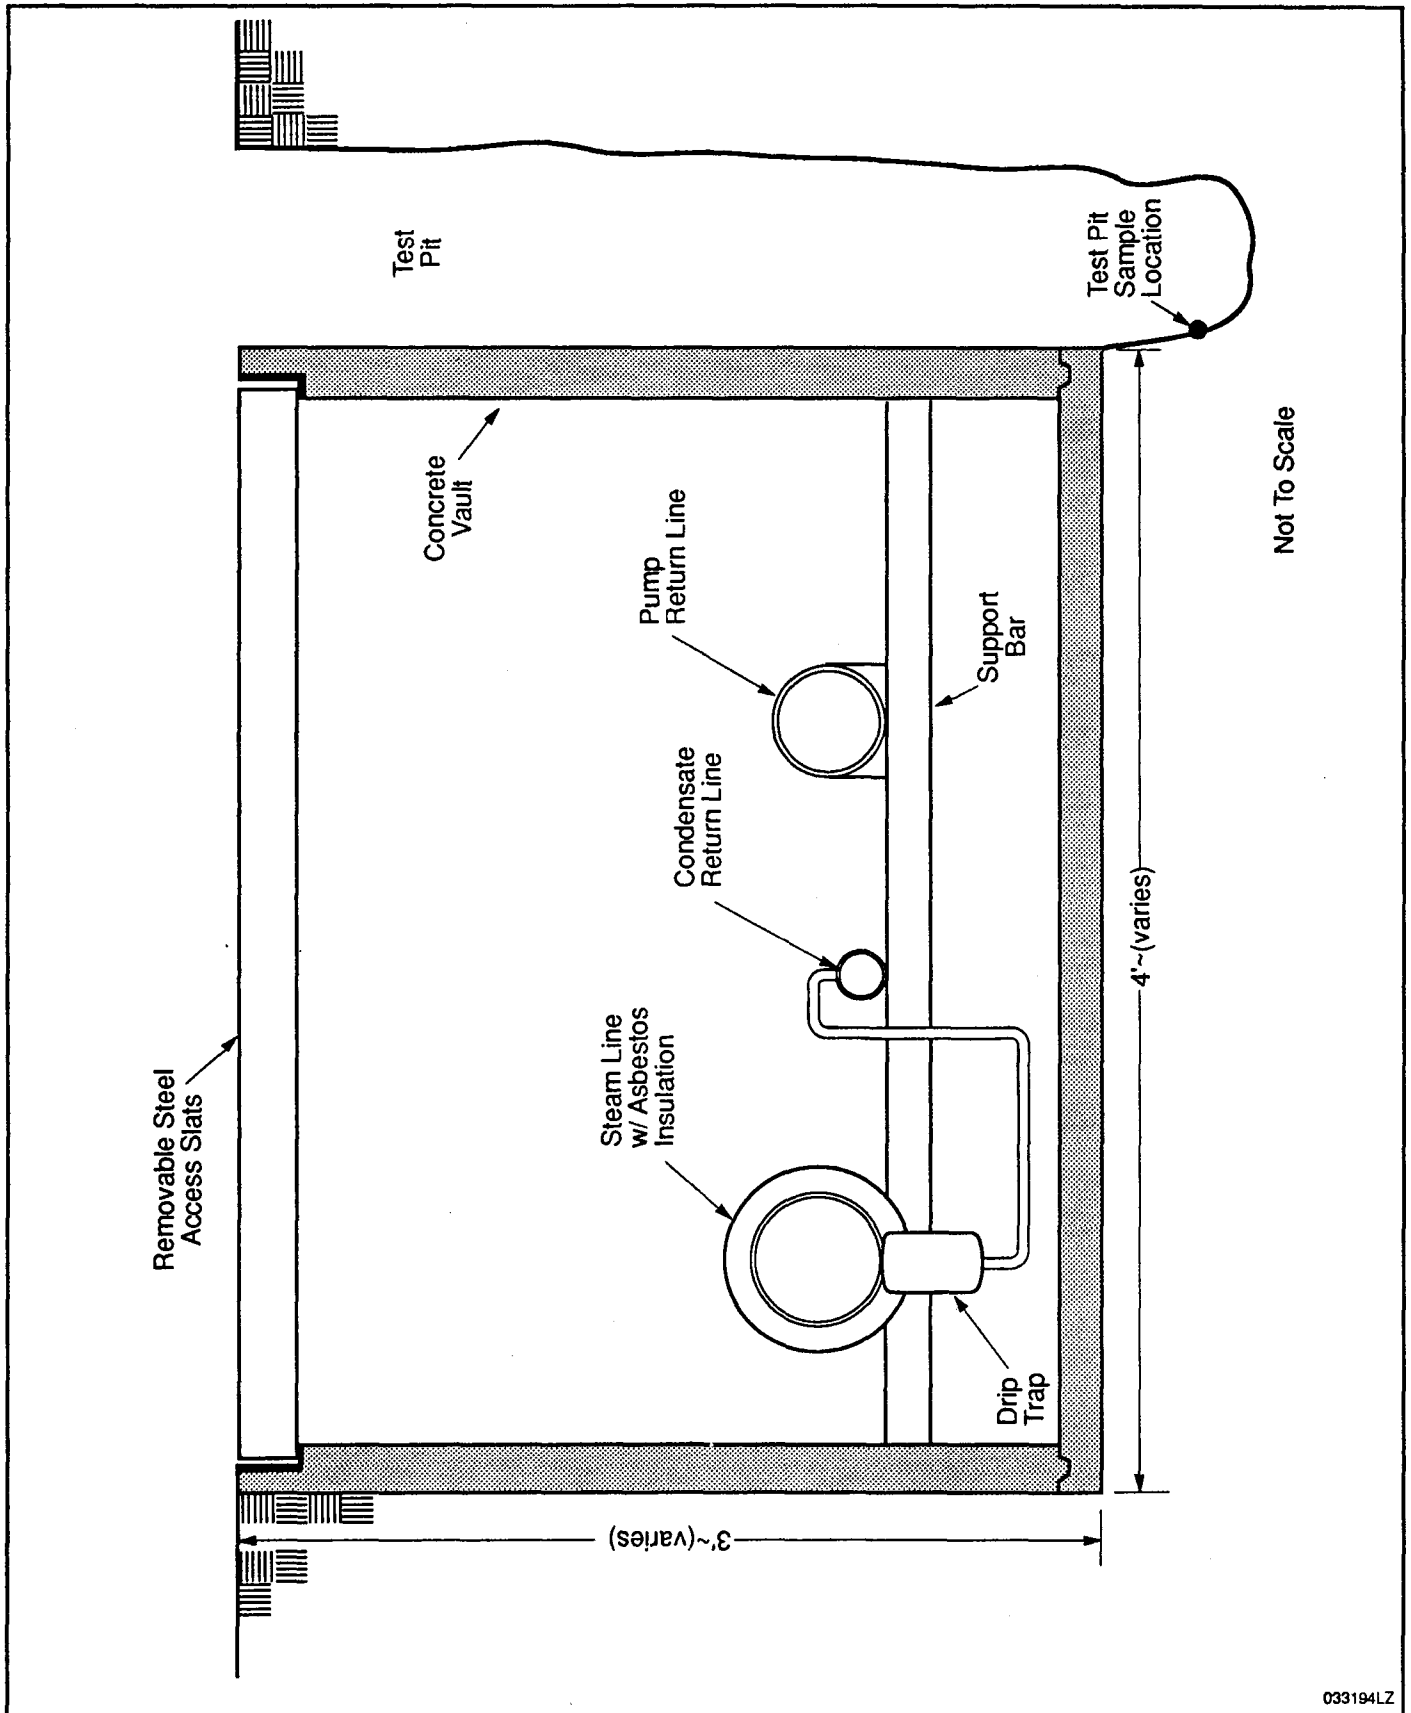 Removable Steel
Access Slats
Test
Pit
Concrete
Vault
Steam Line
w/ Asbestos
Insulation
Condensate
Return Line
Pump
Return Line
Support
Bar
Drip
Trap
3'~(varies)
4'~(varies)
Test Pit
Sample
Location
Not To Scale
033194LZ